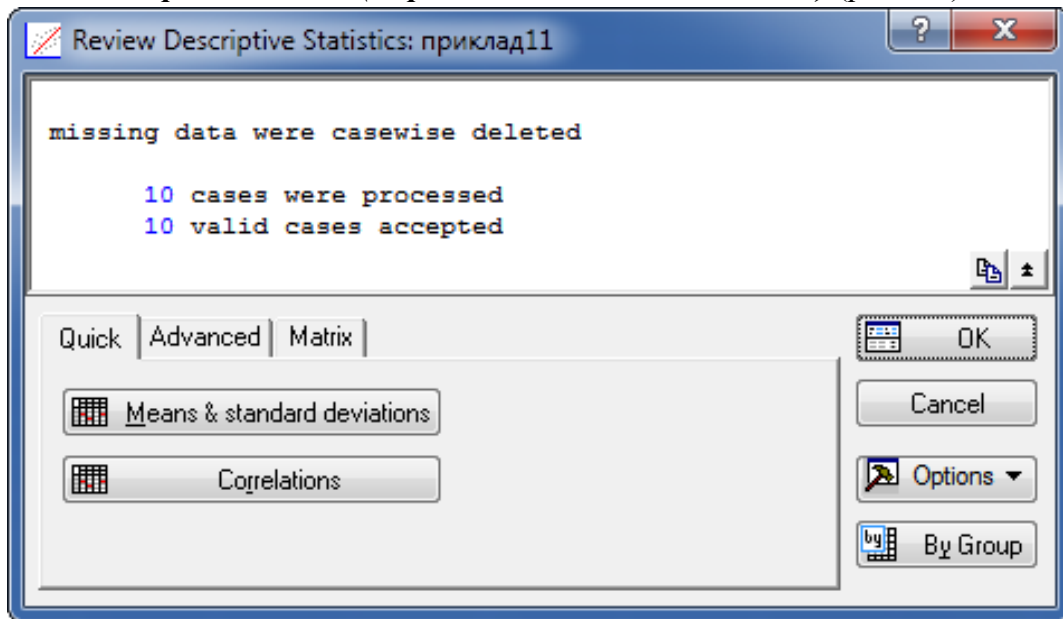 Review Descriptive Statistics: приклад11
missing data were casewise deleted
10 cases were processed
10 valid cases accepted
Quick Advanced Matrix
OK
Means & standard deviations
Cancel
Correlations
Options
by By Group